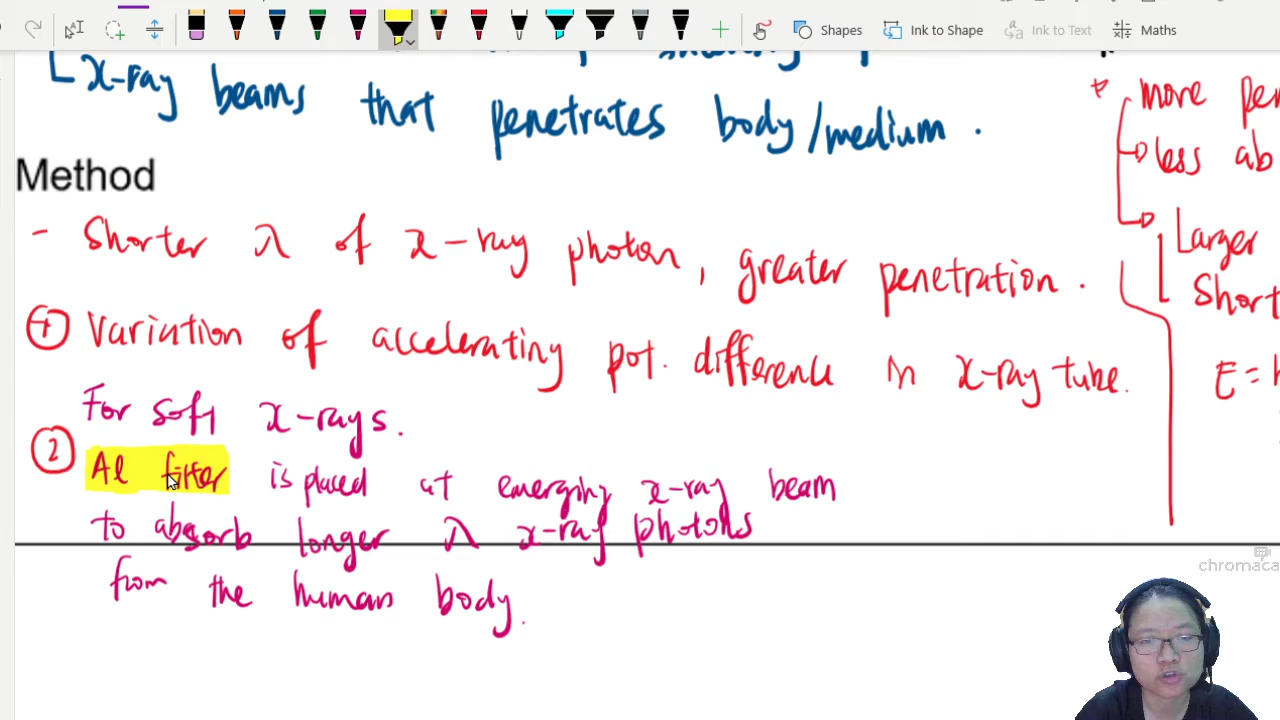 Shapes
Ink to Shape
Ink to Text
Maths
x-ray beams that penetrates body/medium.
Method
- Shorter λ of x-ray photon, greater penetration.
① Variation of accelerating pot. difference in x-ray tube.
For soft x-rays.
② Al filter is placed at emerging x-ray beam
to absorb longer λ x-ray photons
from the human body.
more pen
less ab
Larger
Short
E = h
chromaca